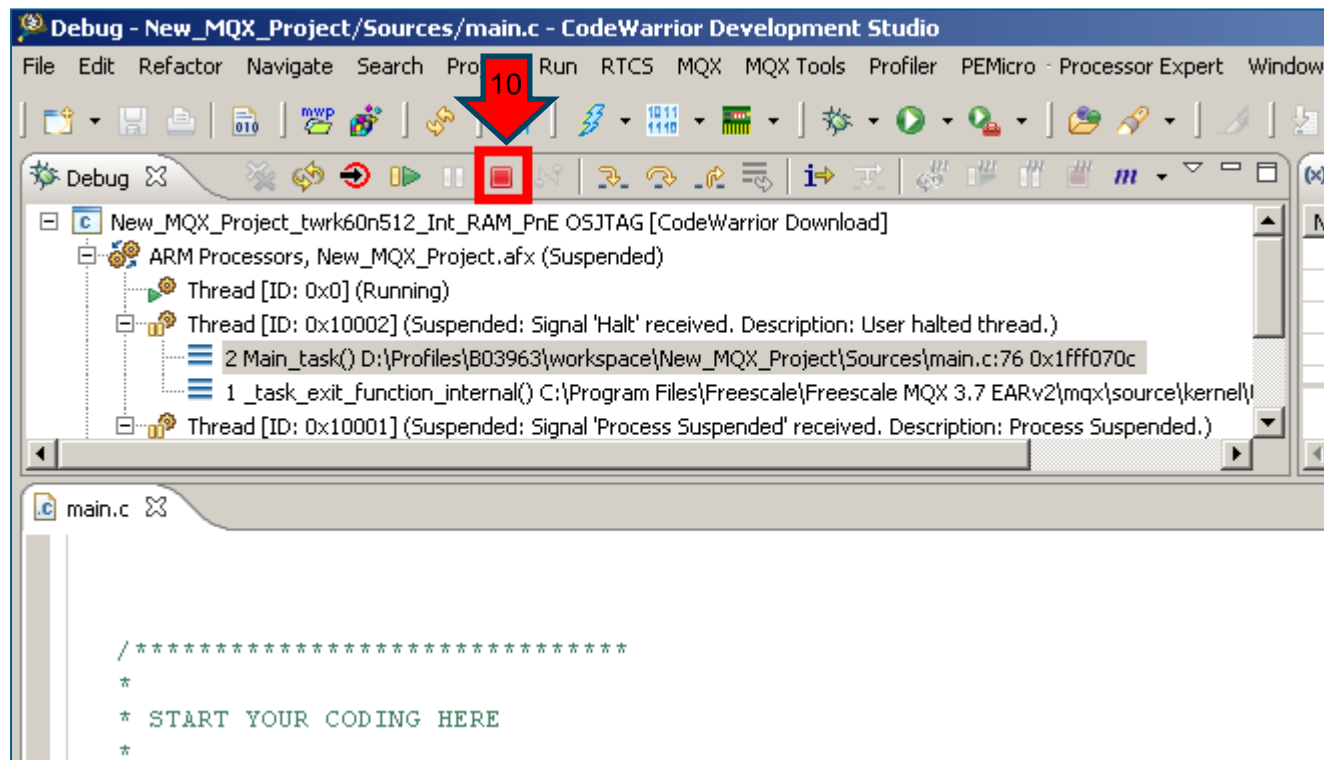 Debug - New_MQX_Project/Sources/main.c - CodeWarrior Development Studio
File Edit Refactor Navigate Search Pro Run RTCS MQX MQX Tools Profiler PEMicro Processor Expert Window
10
010 mwp 1011 1110
Debug i m
New_MQX_Project_twrk60n512_Int_RAM_PnE OSJTAG [CodeWarrior Download]
ARM Processors, New_MQX_Project.afx (Suspended)
Thread [ID: 0x0] (Running)
Thread [ID: 0x10002] (Suspended: Signal 'Halt' received. Description: User halted thread.)
2 Main_task() D:\Profiles\B03963\workspace\New_MQX_Project\Sources\main.c:76 0x1fff070c
1 _task_exit_function_internal() C:\Program Files\Freescale\Freescale MQX 3.7 EARv2\mqx\source\kernel\
Thread [ID: 0x10001] (Suspended: Signal 'Process Suspended' received. Description: Process Suspended.)
.c main.c
/*******************************
*
* START YOUR CODING HERE
*